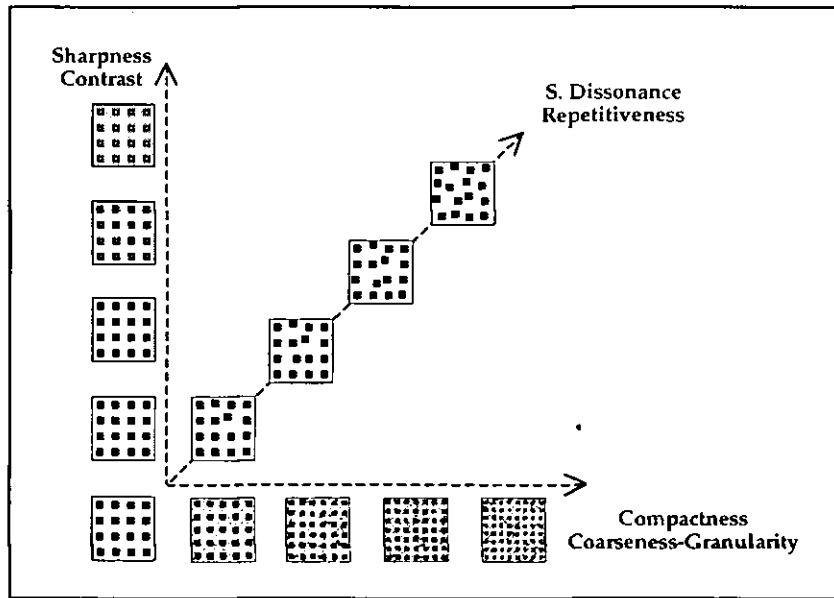 Sharpness
Contrast
S. Dissonance
Repetitiveness
Compactness
Coarseness-Granularity